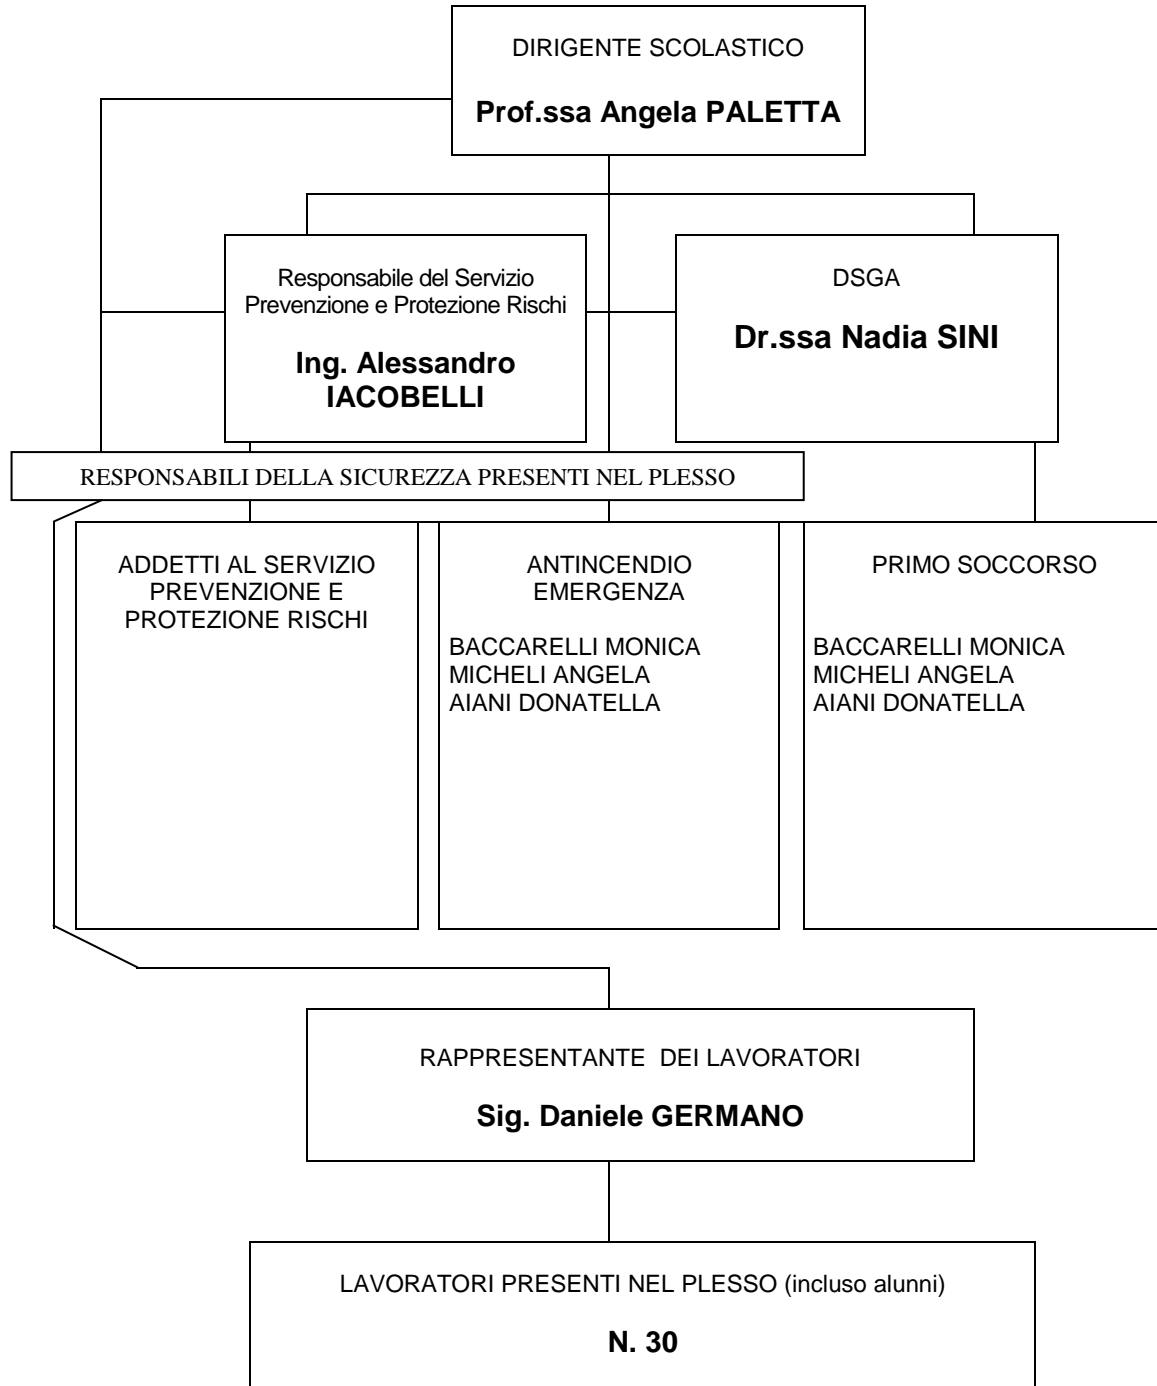 DIRIGENTE SCOLASTICO
Prof.ssa Angela PALETTA
Responsabile del Servizio
Prevenzione e Protezione Rischi
Ing. Alessandro
IACOBELLI
DSGA
Dr.ssa Nadia SINI
RESPONSABILI DELLA SICUREZZA PRESENTI NEL PLESSO
ADDETTI AL SERVIZIO
PREVENZIONE E
PROTEZIONE RISCHI
ANTINCENDIO
EMERGENZA
BACCARELLI MONICA
MICHELI ANGELA
AIANI DONATELLA
PRIMO SOCCORSO
BACCARELLI MONICA
MICHELI ANGELA
AIANI DONATELLA
RAPPRESENTANTE DEI LAVORATORI
Sig. Daniele GERMANO
LAVORATORI PRESENTI NEL PLESSO (incluso alunni)
N. 30